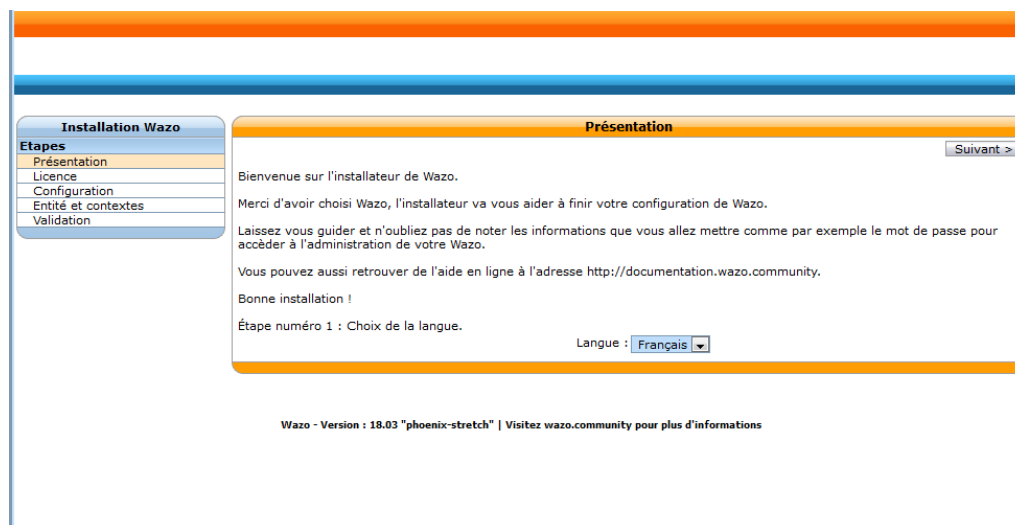 Installation Wazo
Etapes
Présentation
Licence
Configuration
Entité et contextes
Validation
Présentation
Suivant >
Bienvenue sur l'installateur de Wazo.
Merci d'avoir choisi Wazo, l'installateur va vous aider à finir votre configuration de Wazo.
Laissez vous guider et n'oubliez pas de noter les informations que vous allez mettre comme par exemple le mot de passe pour
accèder à l'administration de votre Wazo.
Vous pouvez aussi retrouver de l'aide en ligne à l'adresse http://documentation.wazo.community.
Bonne installation !
Étape numéro 1 : Choix de la langue.
Langue : Français
Wazo - Version : 18.03 "phoenix-stretch" | Visitez wazo.community pour plus d'informations